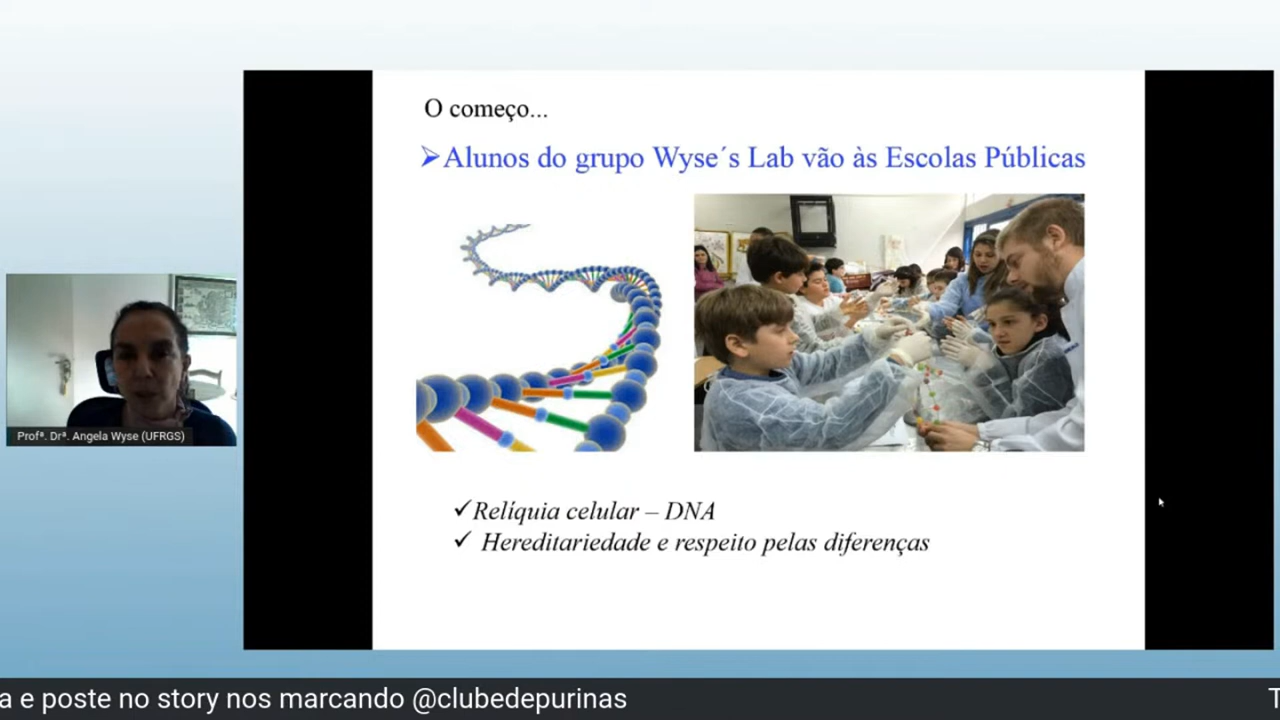 O começo...
➢Alunos do grupo Wyse´s Lab vão às Escolas Públicas
✓Relíquia celular – DNA
✓ Hereditariedade e respeito pelas diferenças
Profª. Drª. Angela Wyse (UFRGS)
a e poste no story nos marcando @clubedepurinas
T